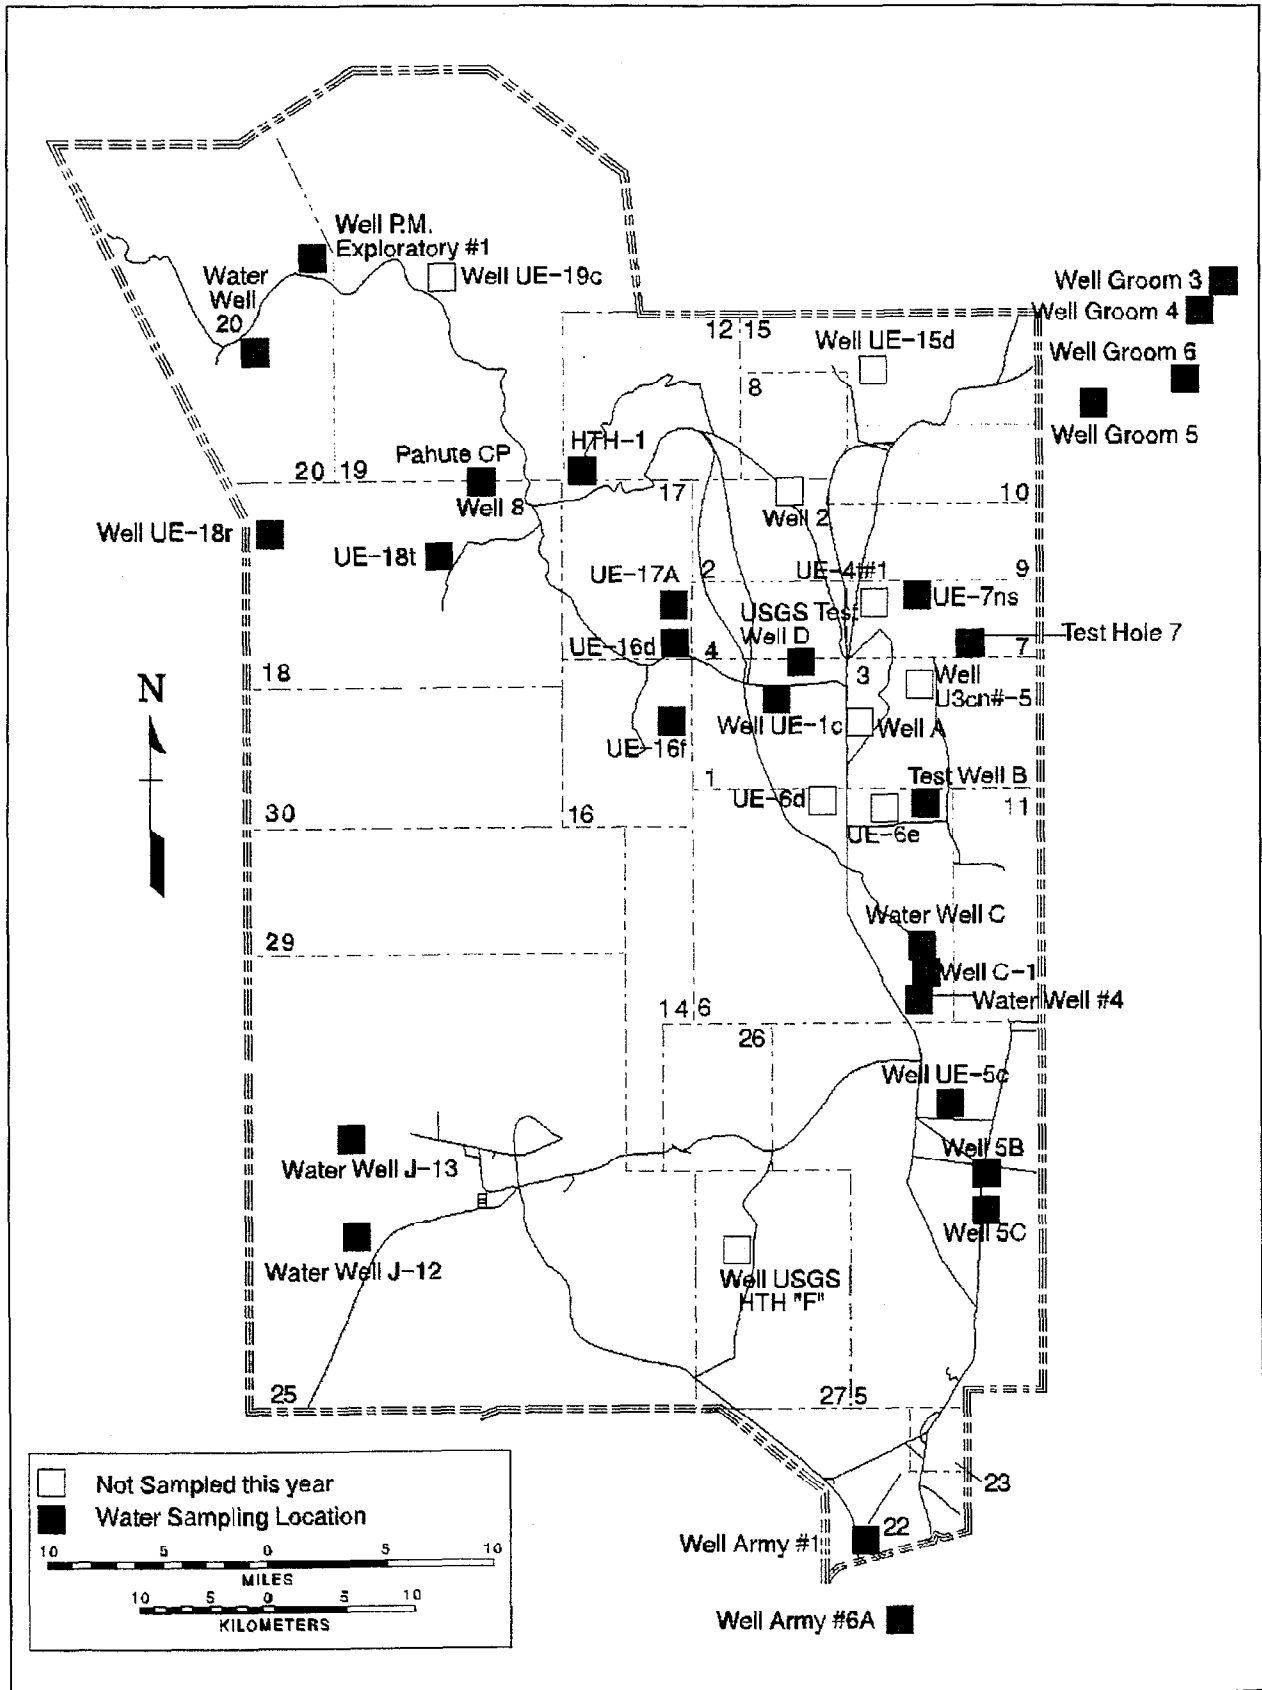 Well P.M.
Exploratory #1
Well UE-19c
Water
Well
20
Well Groom 3
Well Groom 4
Well Groom 6
Well Groom 5
12 15
Well UE-15d
8
HTH-1
Pahute CP
20 19
Well 8
17
10
Well 2
Well UE-18r
UE-18t
UE-17A
2
UE-4#1
9
UE-7ns
USGS Test
Well D
Test Hole 7
UE-16d
4
7
18
3
Well
U3cn#-5
N
Well UE-1c
Well A
UE-16f
1
Test Well B
UE-6d
11
30
16
UE-6e
Water Well C
29
Well C-1
Water Well #4
14 6
26
Well UE-5c
Well 5B
Water Well J-13
Well 5C
Water Well J-12
Well USGS
HTH "F"
25
27 5
23
22
Well Army #1
Well Army #6A
Not Sampled this year
Water Sampling Location
10 5 0 5 10
MILES
10 5 0 5 10
KILOMETERS